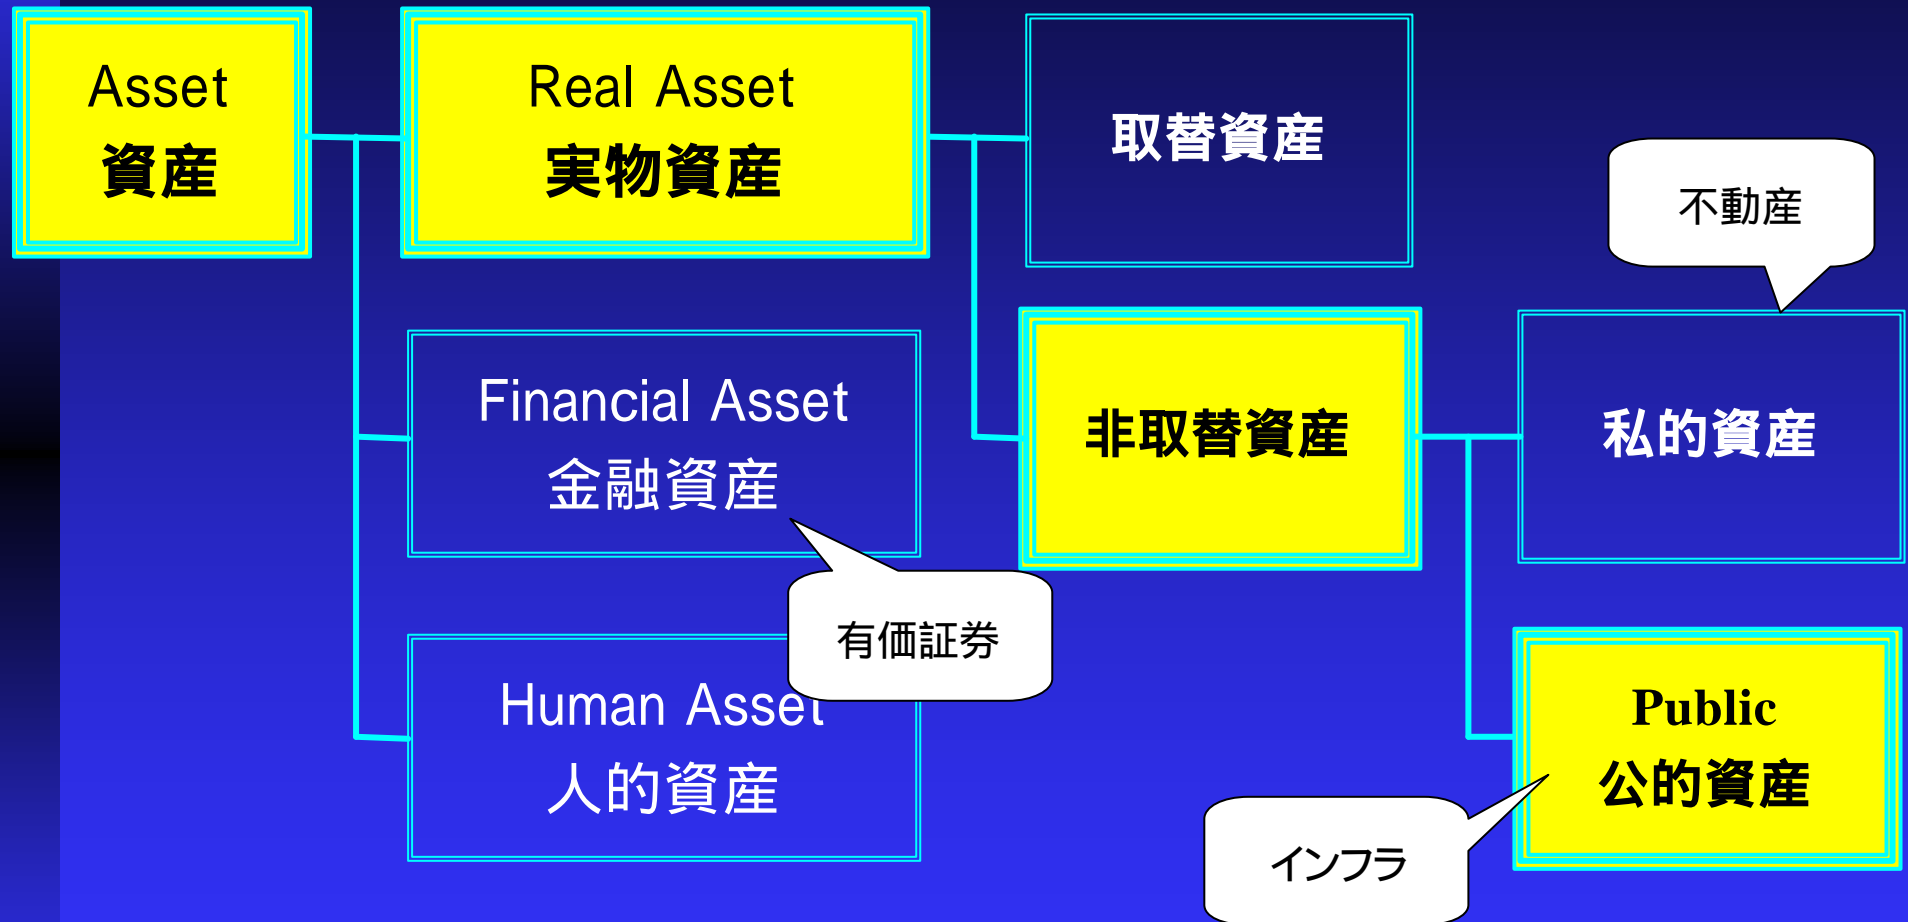 Asset
資産
Real Asset
実物資産
取替資産
不動産
Financial Asset
金融資産
非取替資産
私的資産
有価証券
Human Asset
人的資産
Public
公的資産
インフラ